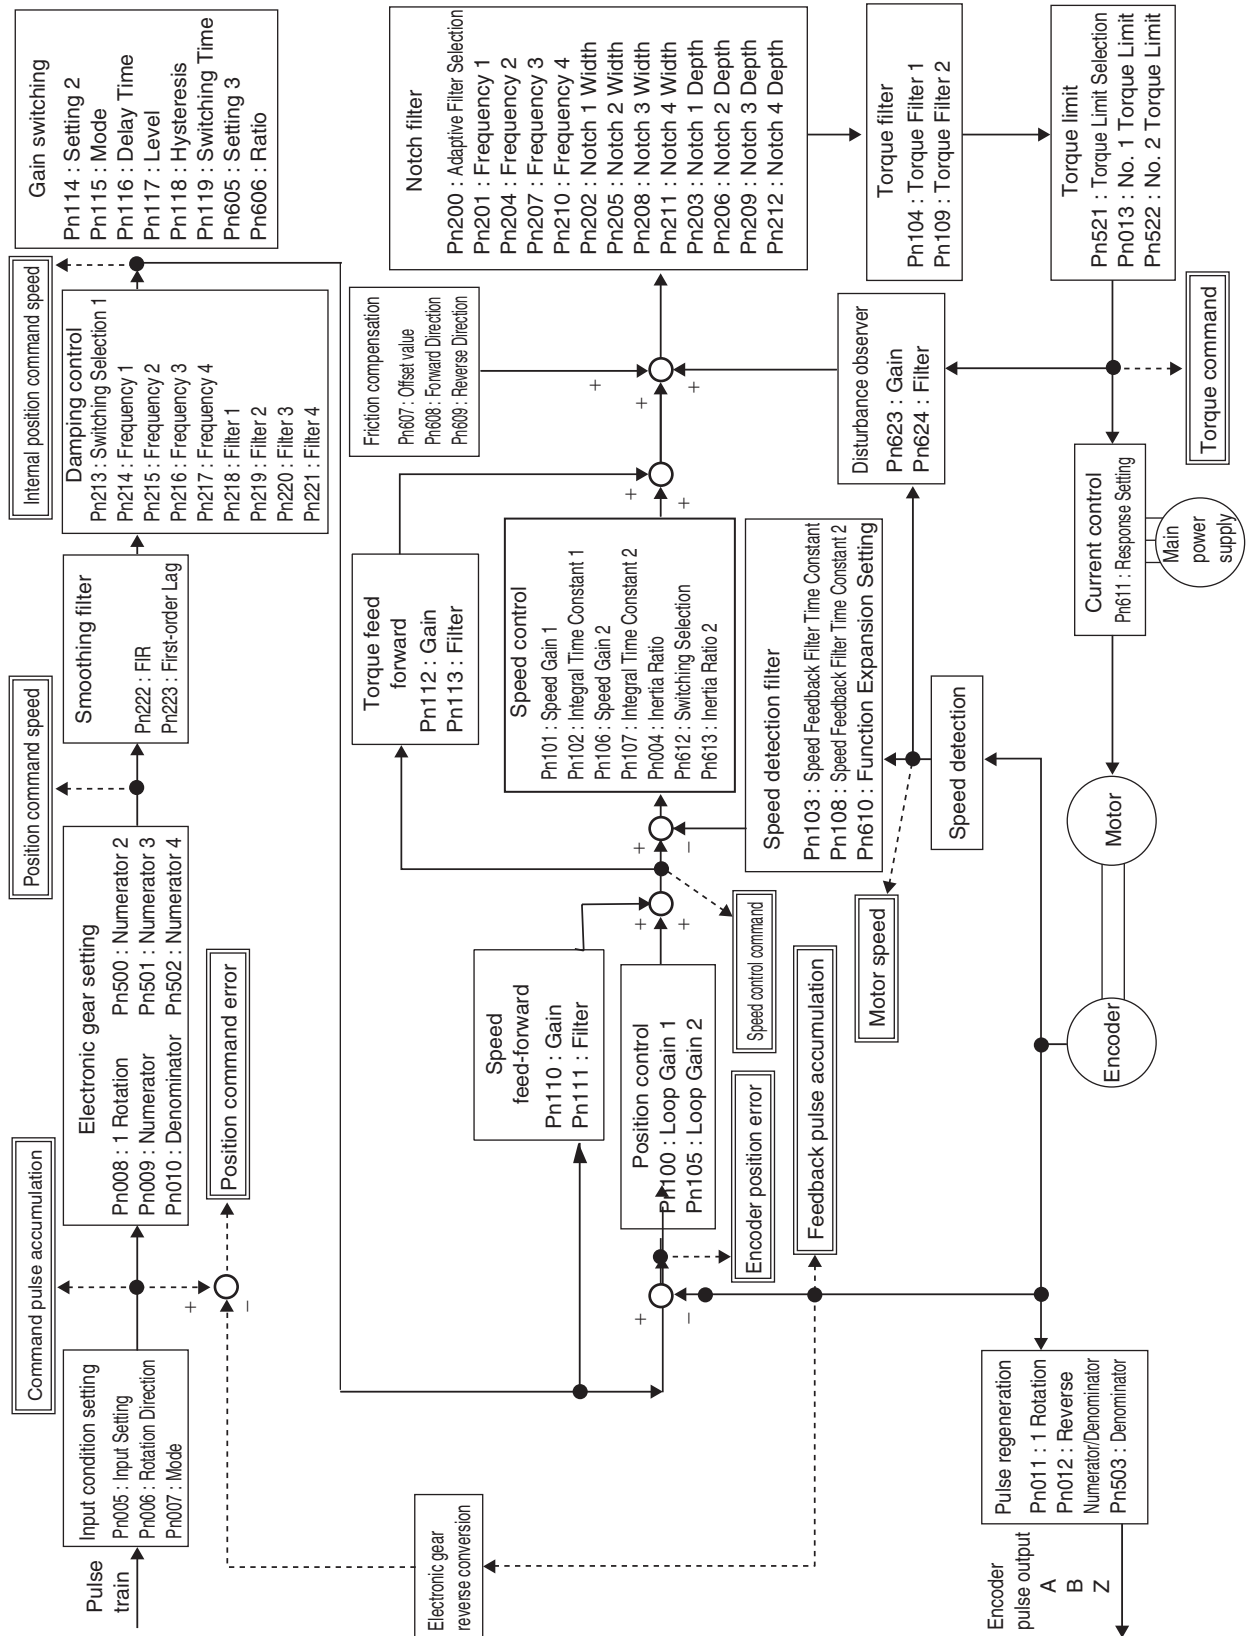 Pulse
train
Input condition setting
Pn005 : Input Setting
Pn006 : Rotation Direction
Pn007 : Mode
Command pulse accumulation
+
−
Electronic gear setting
Pn008 : 1 Rotation
Pn009 : Numerator
Pn010 : Denominator
Pn500 : Numerator 2
Pn501 : Numerator 3
Pn502 : Numerator 4
Position command error
Position command speed
Smoothing filter
Pn222 : FIR
Pn223 : First-order Lag
Internal position command speed
Damping control
Pn213 : Switching Selection 1
Pn214 : Frequency 1
Pn215 : Frequency 2
Pn216 : Frequency 3
Pn217 : Frequency 4
Pn218 : Filter 1
Pn219 : Filter 2
Pn220 : Filter 3
Pn221 : Filter 4
Gain switching
Pn114 : Setting 2
Pn115 : Mode
Pn116 : Delay Time
Pn117 : Level
Pn118 : Hysteresis
Pn119 : Switching Time
Pn605 : Setting 3
Pn606 : Ratio
Electronic gear
reverse conversion
+
−
Speed
feed-forward
Pn110 : Gain
Pn111 : Filter
Position control
Pn100 : Loop Gain 1
Pn105 : Loop Gain 2
Encoder position error
Feedback pulse accumulation
+
+
Speed control command
+
−
Torque feed
forward
Pn112 : Gain
Pn113 : Filter
Speed control
Pn101 : Speed Gain 1
Pn102 : Integral Time Constant 1
Pn106 : Speed Gain 2
Pn107 : Integral Time Constant 2
Pn004 : Inertia Ratio
Pn612 : Switching Selection
Pn613 : Inertia Ratio 2
Speed detection filter
Pn103 : Speed Feedback Filter Time Constant
Pn108 : Speed Feedback Filter Time Constant 2
Pn610 : Function Expansion Setting
Motor speed
Speed detection
+
+
Friction compensation
Pn607 : Offset value
Pn608 : Forward Direction
Pn609 : Reverse Direction
+
+
+
Disturbance observer
Pn623 : Gain
Pn624 : Filter
Notch filter
Pn200 : Adaptive Filter Selection
Pn201 : Frequency 1
Pn204 : Frequency 2
Pn207 : Frequency 3
Pn210 : Frequency 4
Pn202 : Notch 1 Width
Pn205 : Notch 2 Width
Pn208 : Notch 3 Width
Pn211 : Notch 4 Width
Pn203 : Notch 1 Depth
Pn206 : Notch 2 Depth
Pn209 : Notch 3 Depth
Pn212 : Notch 4 Depth
Torque filter
Pn104 : Torque Filter 1
Pn109 : Torque Filter 2
Torque limit
Pn521 : Torque Limit Selection
Pn013 : No. 1 Torque Limit
Pn522 : No. 2 Torque Limit
Torque command
Current control
Pn611 : Response Setting
Main
power
supply
Motor
Encoder
Pulse regeneration
Pn011 : 1 Rotation
Pn012 : Reverse
Numerator/Denominator
Pn503 : Denominator
Encoder
pulse output
A
B
Z